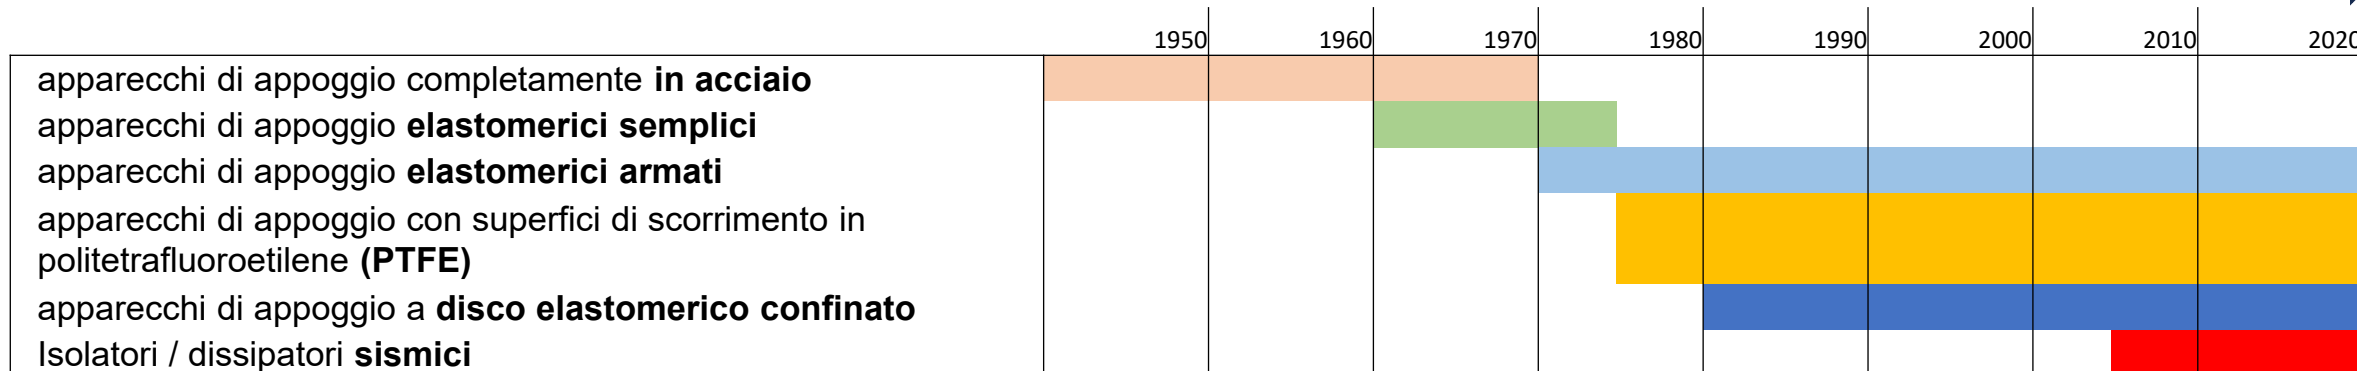 1950 1960 1970 1980 1990 2000 2010 2020
apparecchi di appoggio completamente in acciaio
apparecchi di appoggio elastomerici semplici
apparecchi di appoggio elastomerici armati
apparecchi di appoggio con superfici di scorrimento in
politetrafluoroetilene (PTFE)
apparecchi di appoggio a disco elastomerico confinato
Isolatori / dissipatori sismici